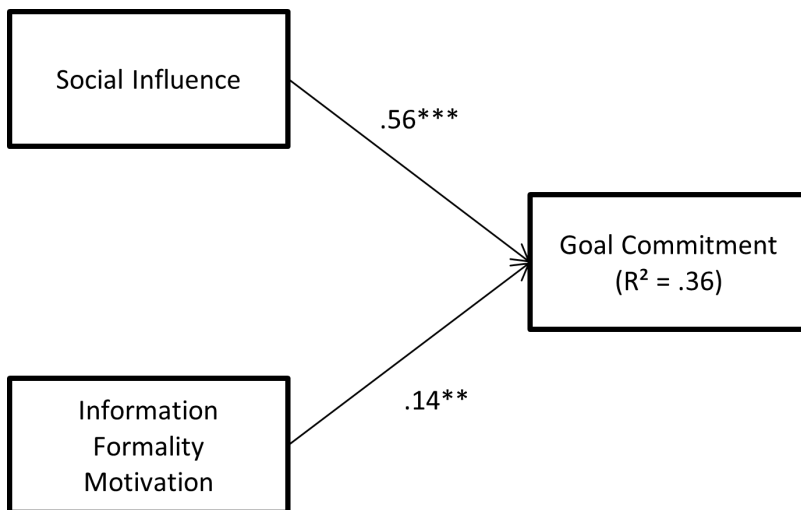 Social Influence
.56***
Goal Commitment
(R² = .36)
.14**
Information
Formality
Motivation